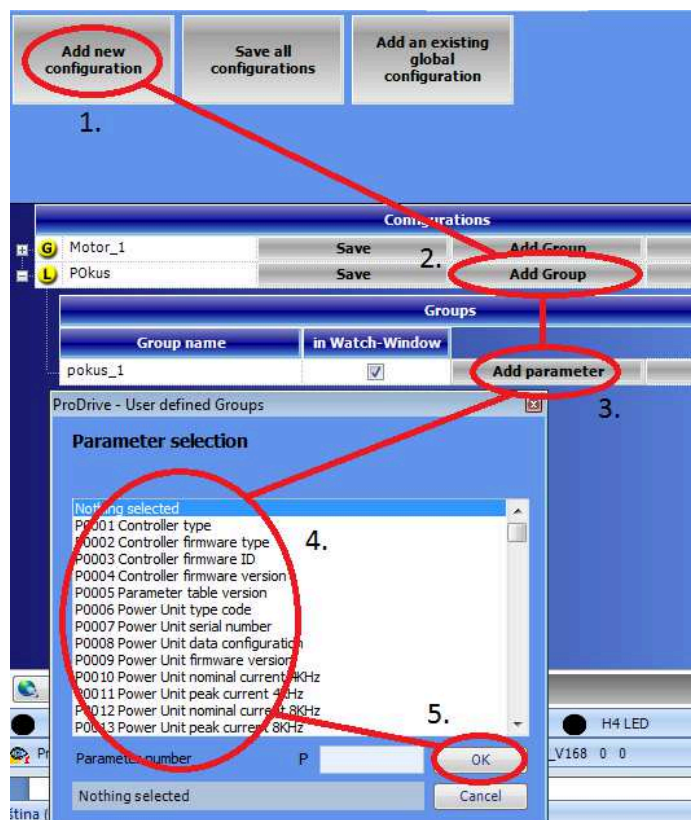 Add new
configuration
Save all
configurations
Add an existing
global
configuration
1.
Configurations
G Motor_1 Save Add Group
2.
L POkus Save Add Group
Groups
Group name in Watch-Window
pokus_1 Add parameter
3.
ProDrive - User defined Groups
Parameter selection
Nothing selected
P0001 Controller type
P0002 Controller firmware type
4.
P0003 Controller firmware ID
P0004 Controller firmware version
P0005 Parameter table version
P0006 Power Unit type code
P0007 Power Unit serial number
P0008 Power Unit data configuration
P0009 Power Unit firmware version
P0010 Power Unit nominal current 4KHz
P0011 Power Unit peak current 4KHz
P0012 Power Unit nominal current 8KHz
P0013 Power Unit peak current 8KHz
5.
H4 LED
Parameter number P OK
Pr
_V168 0 0
Nothing selected Cancel
ština (